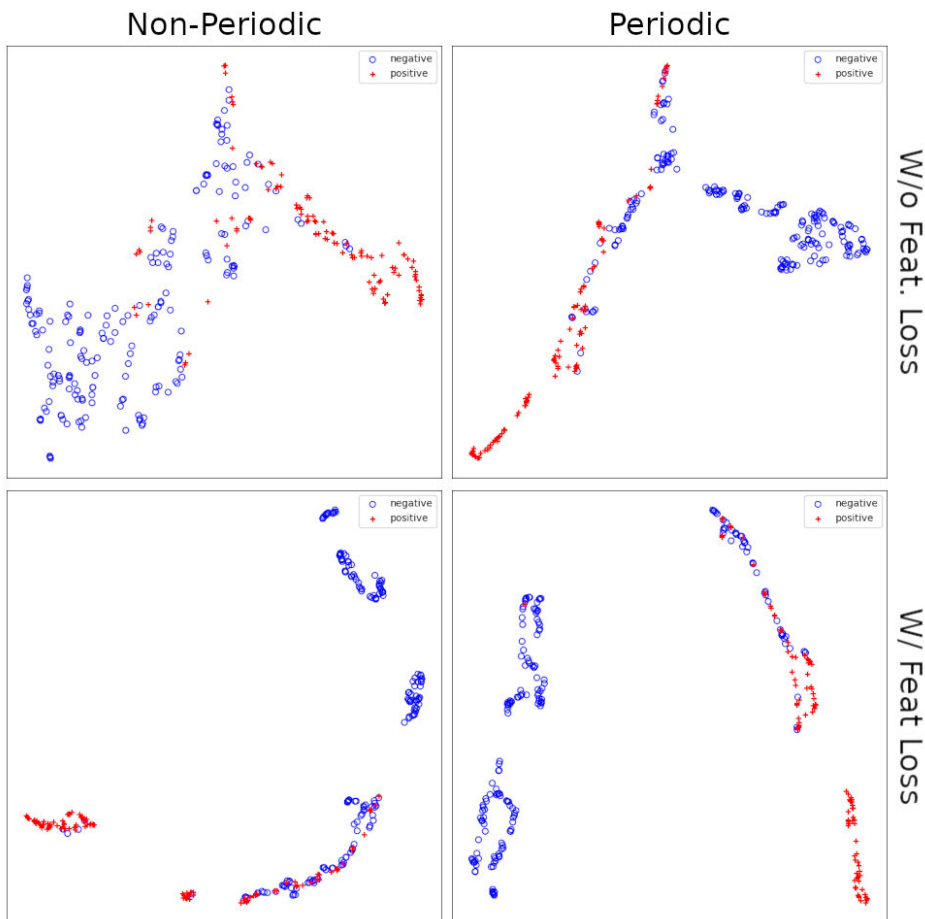 Non-Periodic
Periodic
negative
positive
negative
positive
W/o Feat. Loss
negative
positive
negative
positive
W/ Feat Loss